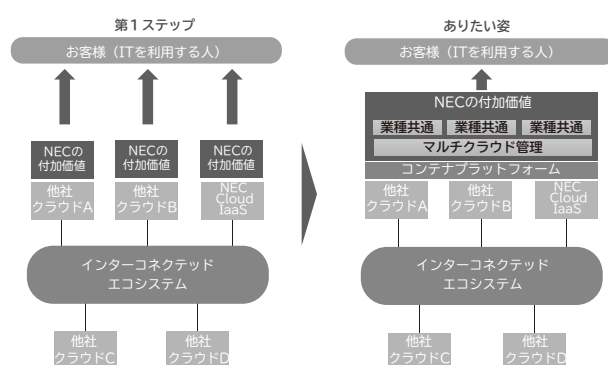 第1ステップ
お客様（ITを利用する人）
NECの
付加価値
NECの
付加価値
NECの
付加価値
他社
クラウドA
他社
クラウドB
NEC
Cloud
IaaS
インターコネクテッド
エコシステム
他社
クラウドC
他社
クラウドD
ありたい姿
お客様（ITを利用する人）
NECの付加価値
業種共通
業種共通
業種共通
マルチクラウド管理
コンテナプラットフォーム
他社
クラウドA
他社
クラウドB
NEC
Cloud
IaaS
インターコネクテッド
エコシステム
他社
クラウドC
他社
クラウドD